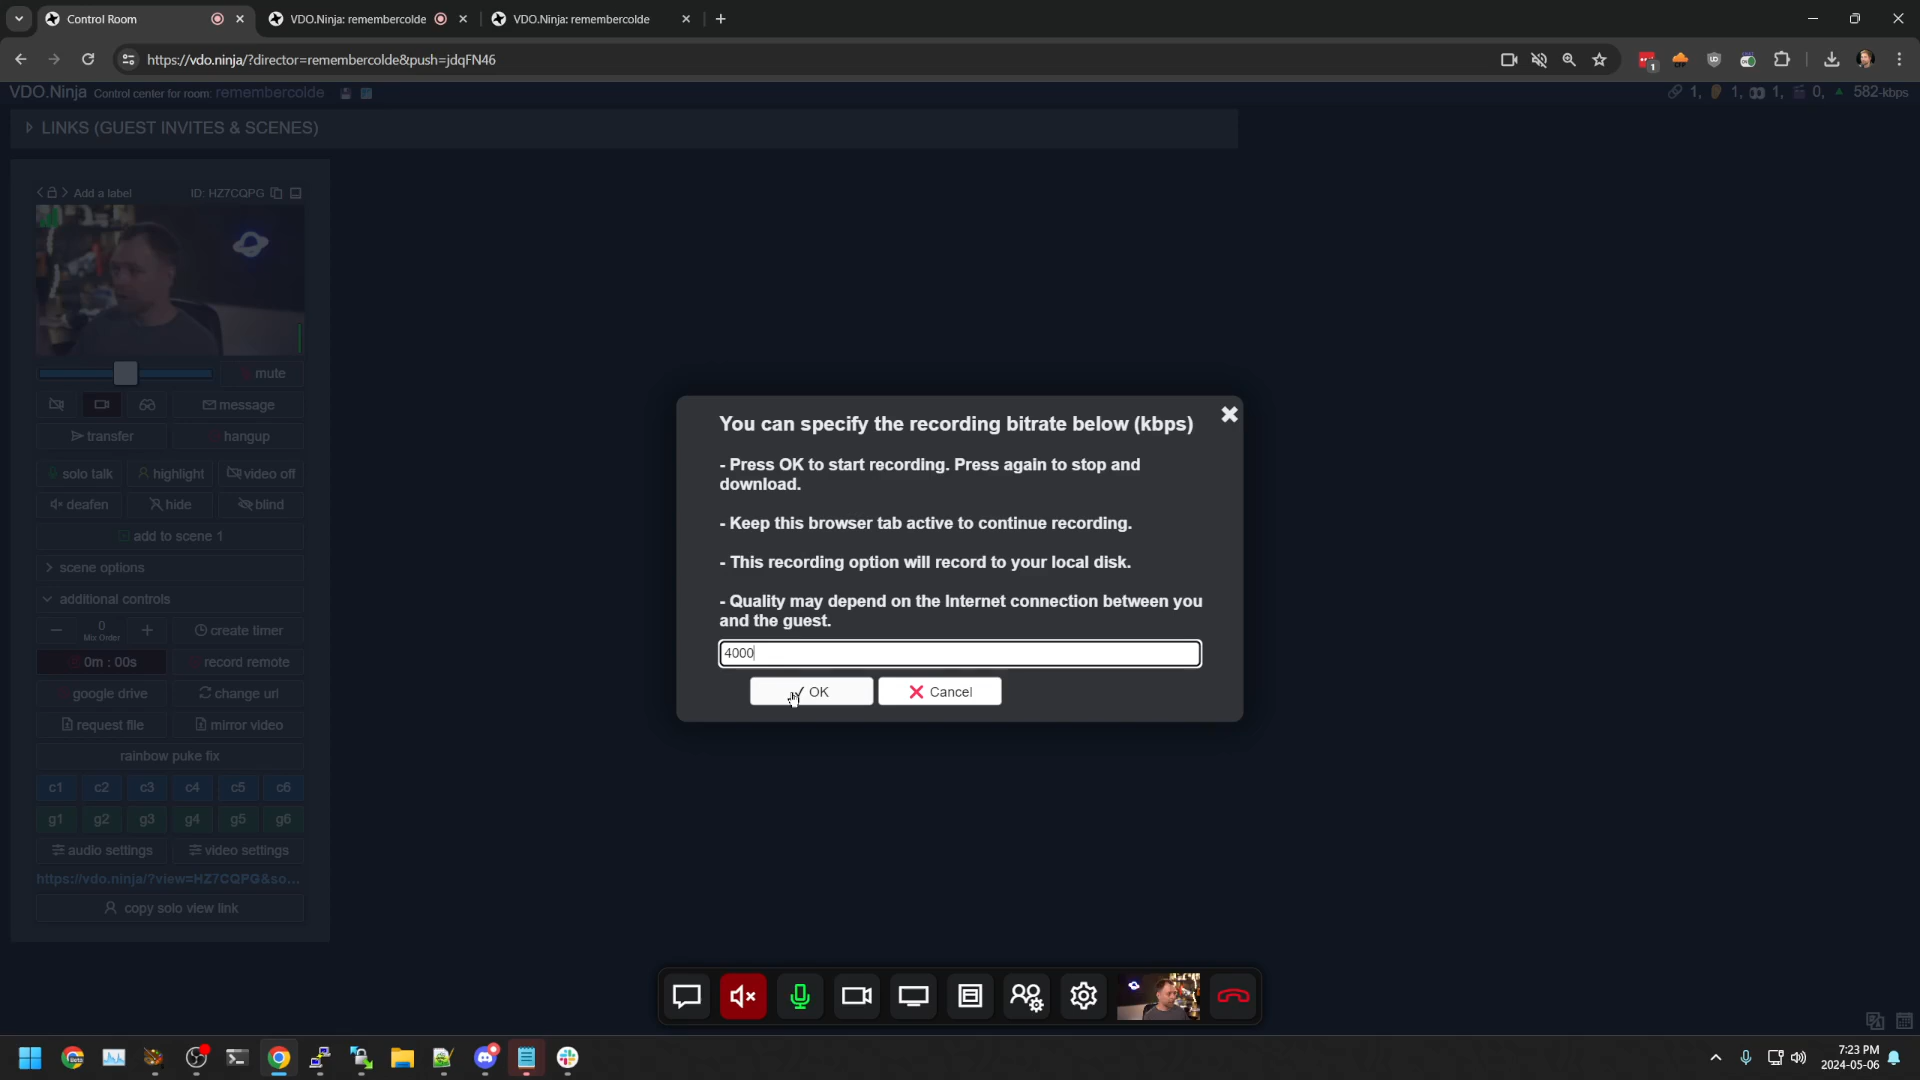 Control Room
VDO.Ninja: remembercolde
VDO.Ninja: remembercolde
https://vdo.ninja/?director=remembercolde&push=jdqFN46
VDO.Ninja Control center for room: remembercolde
1, 1, 1, 0, 582-kbps
LINKS (GUEST INVITES & SCENES)
Add a label ID: HZ7CQPG
mute
message
transfer hangup
solo talk highlight video off
deafen hide blind
add to scene 1
scene options
additional controls
0 create timer
Mix Order
0m : 00s record remote
google drive change url
request file mirror video
rainbow puke fix
c1 c2 c3 c4 c5 c6
g1 g2 g3 g4 g5 g6
audio settings video settings
https://vdo.ninja/?view=HZ7CQPG&so...
copy solo view link
You can specify the recording bitrate below (kbps)
- Press OK to start recording. Press again to stop and
download.
- Keep this browser tab active to continue recording.
- This recording option will record to your local disk.
- Quality may depend on the Internet connection between you
and the guest.
4000
OK Cancel
7:23 PM
2024-05-06